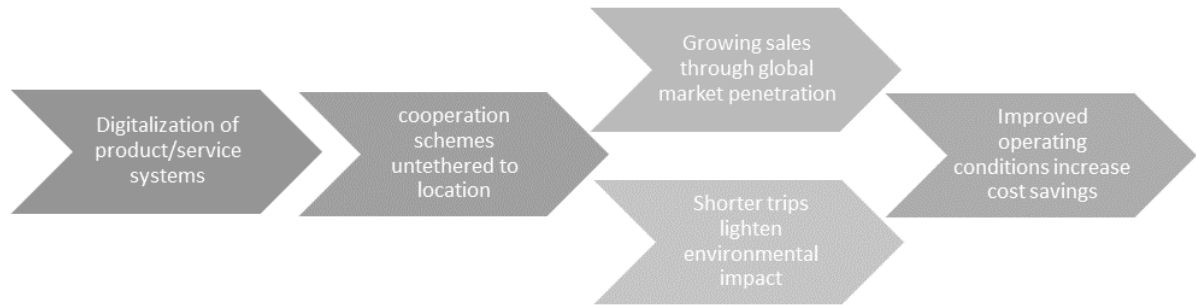 Digitalization of
product/service
systems
cooperation
schemes
untethered to
location
Growing sales
through global
market penetration
Shorter trips
lighten
environmental
impact
Improved
operating
conditions increase
cost savings